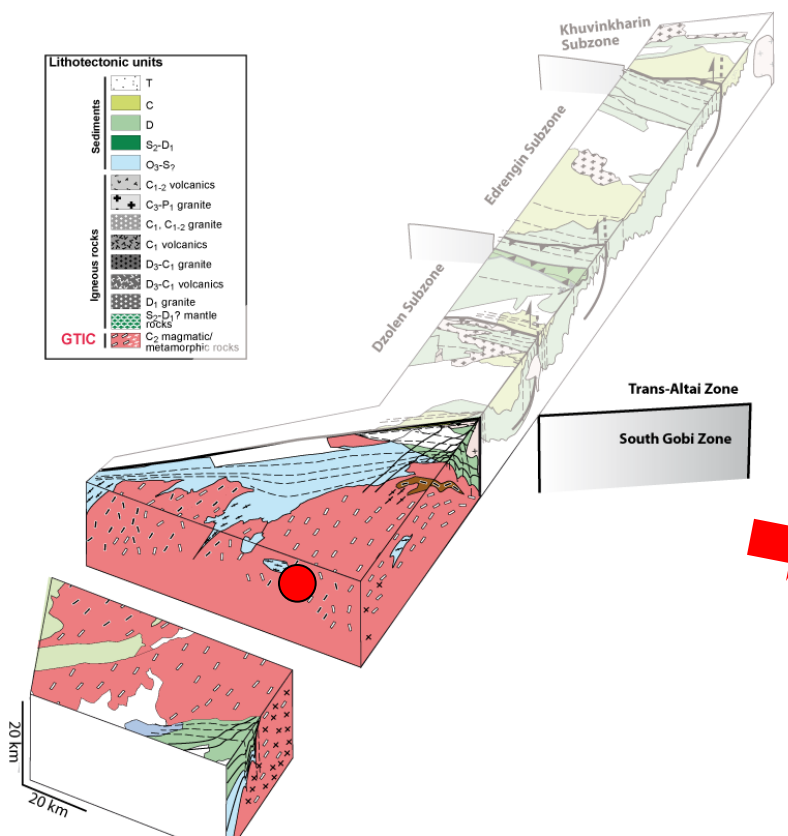 Khuvinkharin
Subzone
Lithotectonic units
Sediments
T
C
D
S2-D1
O3-S?
Igneous rocks
C1-2 volcanics
C3-P1 granite
C1, C1-2 granite
C1 volcanics
D3-C1 granite
D3-C1 volcanics
D1 granite
S2-D1? mantle
rocks
GTIC
C2 magmatic/
metamorphic rocks
Edrengin Subzone
Dzolen Subzone
Trans-Altai Zone
South Gobi Zone
20 km
20 km